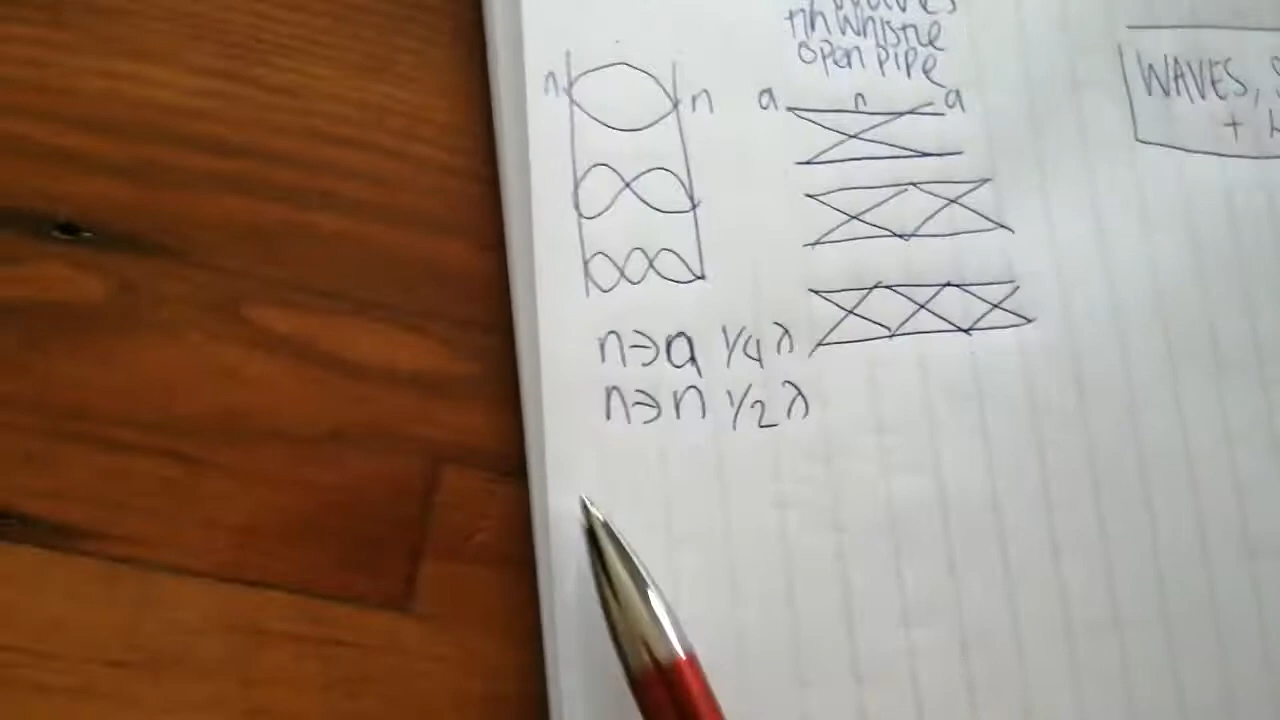 tin whistle
open pipe
n n
a n a
n→a 1/4 λ
n→n 1/2 λ
WAVES,
+